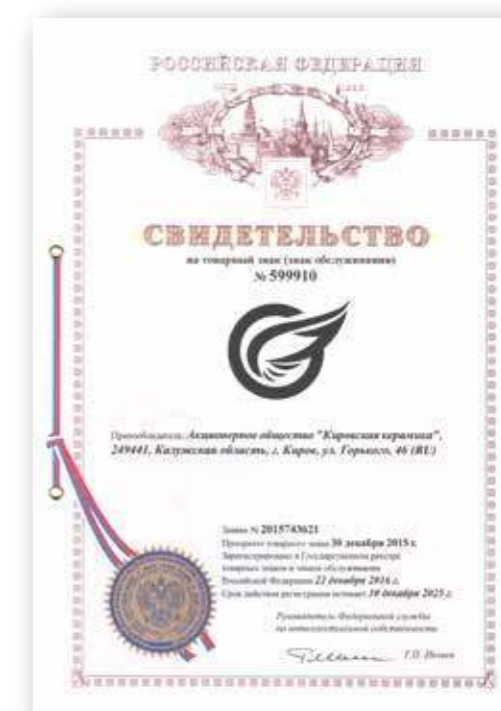 РОССИЙСКАЯ ФЕДЕРАЦИЯ
СВИДЕТЕЛЬСТВО
на товарный знак (знак обслуживания)
№ 599910
Правообладатель: Акционерное общество "Кировская керамика",
249441, Калужская область, г. Киров, ул. Горького, 46 (RU)
Заявка № 2015743621
Приоритет товарного знака 30 декабря 2015 г.
Зарегистрировано в Государственном реестре
товарных знаков и знаков обслуживания
Российской Федерации 22 декабря 2016 г.
Срок действия регистрации истекает 30 декабря 2025 г.
Руководитель Федеральной службы
по интеллектуальной собственности
Г.П. Ивлиев